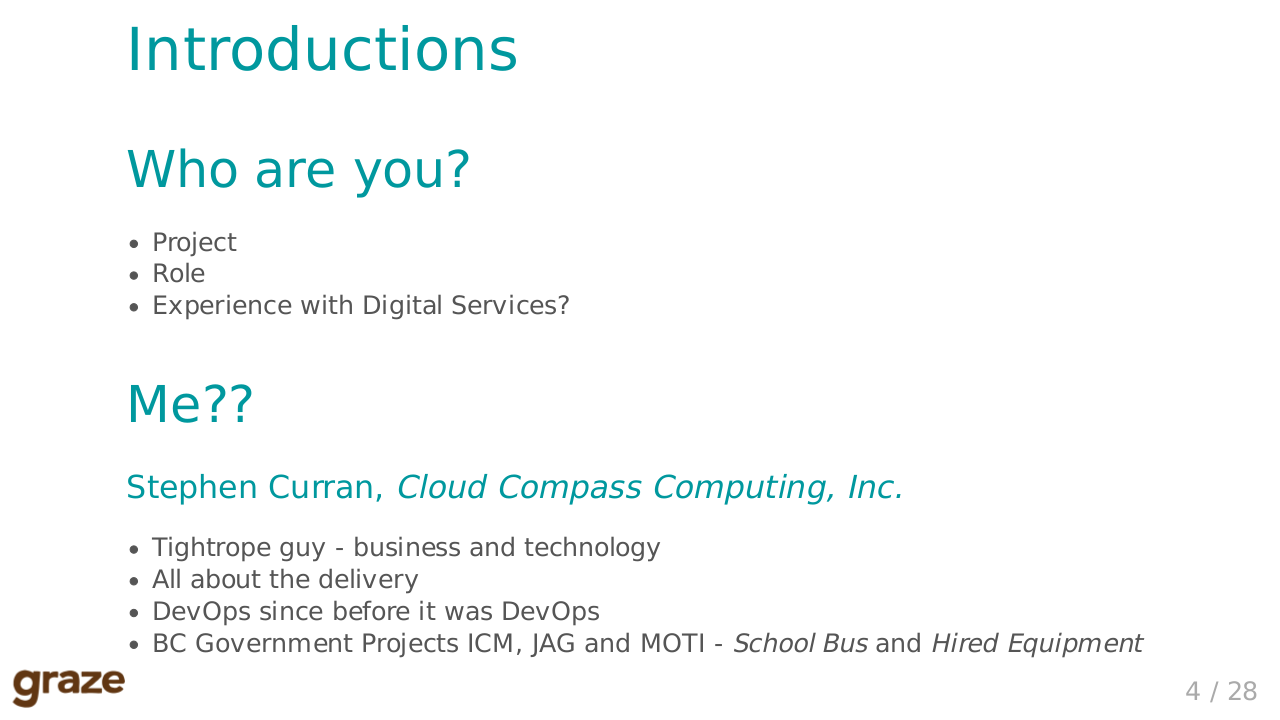 Introductions
Who are you?
• Project
• Role
• Experience with Digital Services?
Me??
Stephen Curran, Cloud Compass Computing, Inc.
• Tightrope guy - business and technology
• All about the delivery
• DevOps since before it was DevOps
• BC Government Projects ICM, JAG and MOTI - School Bus and Hired Equipment
graze
4 / 28